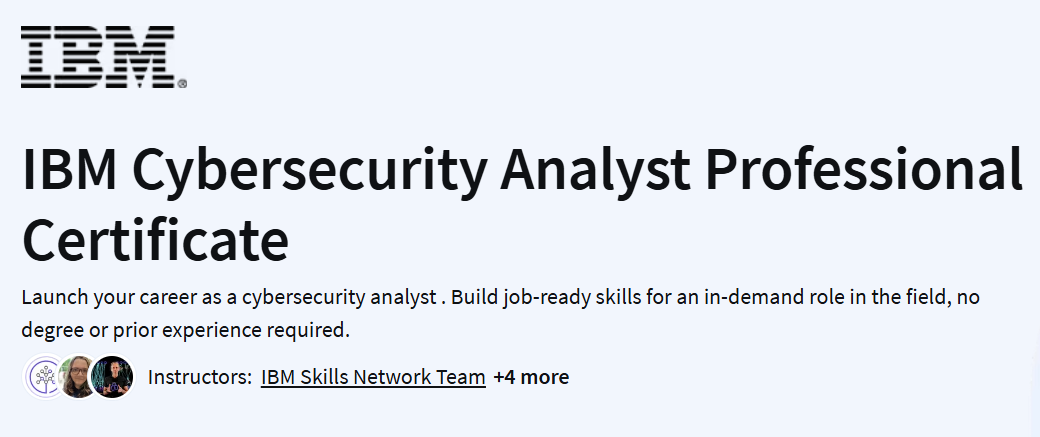 IBM®
IBM Cybersecurity Analyst Professional
Certificate
Launch your career as a cybersecurity analyst . Build job-ready skills for an in-demand role in the field, no
degree or prior experience required.
Instructors: IBM Skills Network Team +4 more